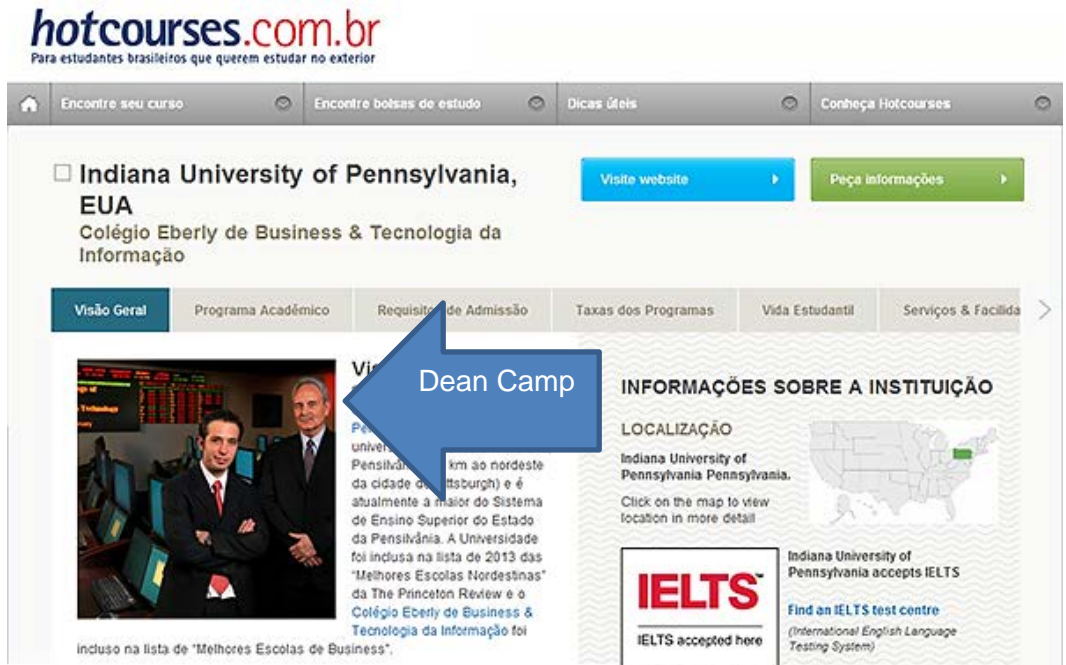 hotcourses.com.br
Para estudantes brasileiros que querem estudar no exterior
Encontre seu curso
Encontre bolsas de estudo
Dicas úteis
Conheça Hotcourses
Indiana University of Pennsylvania,
EUA
Colégio Eberly de Business & Tecnologia da
Informação
Visite website
Peça informações
Visão Geral
Programa Acadêmico
Requisitos de Admissão
Taxas dos Programas
Vida Estudantil
Serviços & Facilida
Dean Camp
km ao nordeste
da cidade de
e é
atualmente a maior do Sistema
de Ensino Superior do Estado
da Pensilvânia. A Universidade
foi inclusa na lista de 2013 das
"Melhores Escolas Nordestinas"
da The Princeton Review e o
Colégio Eberly de Business &
Tecnologia da Informação foi
incluso na lista de "Melhores Escolas de Business".
INFORMAÇÕES SOBRE A INSTITUIÇÃO
LOCALIZAÇÃO
Indiana University of
Pennsylvania Pennsylvania.
Click on the map to view
location in more detail
IELTS
IELTS accepted here
Indiana University of
Pennsylvania accepts IELTS
Find an IELTS test centre
(International English Language
Testing System)